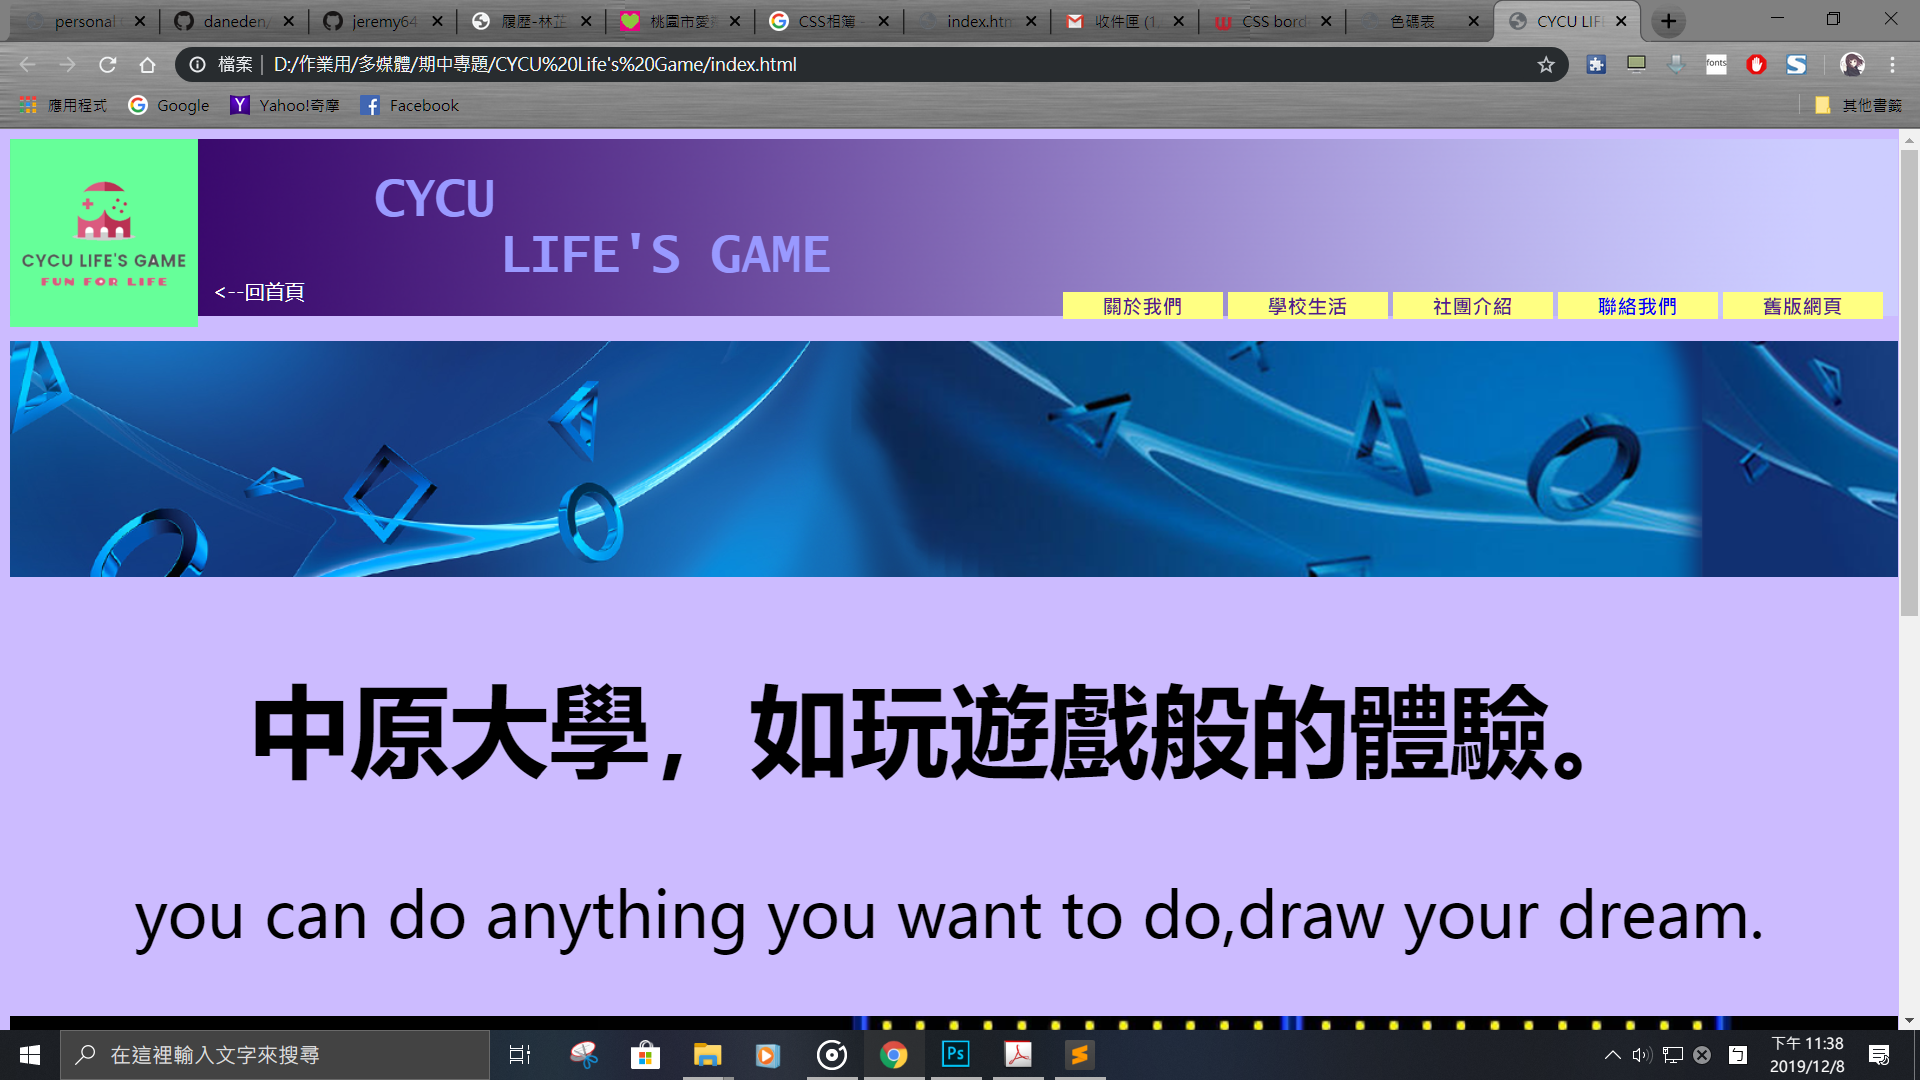 personal
daneden
jeremy64
履歷-林芷
桃園市愛
CSS相簿 -
index.htm
收件匣 (1,
CSS bord
色碼表
CYCU LIFE
檔案 | D:/作業用/多媒體/期中專題/CYCU%20Life's%20Game/index.html
fonts
應用程式
Google
Yahoo!奇摩
Facebook
其他書籤
CYCU LIFE'S GAME
FUN FOR LIFE
CYCU
LIFE'S GAME
<--回首頁
關於我們
學校生活
社團介紹
聯絡我們
舊版網頁
中原大學，如玩遊戲般的體驗。
you can do anything you want to do,draw your dream.
在這裡輸入文字來搜尋
Ps
下午 11:38
2019/12/8